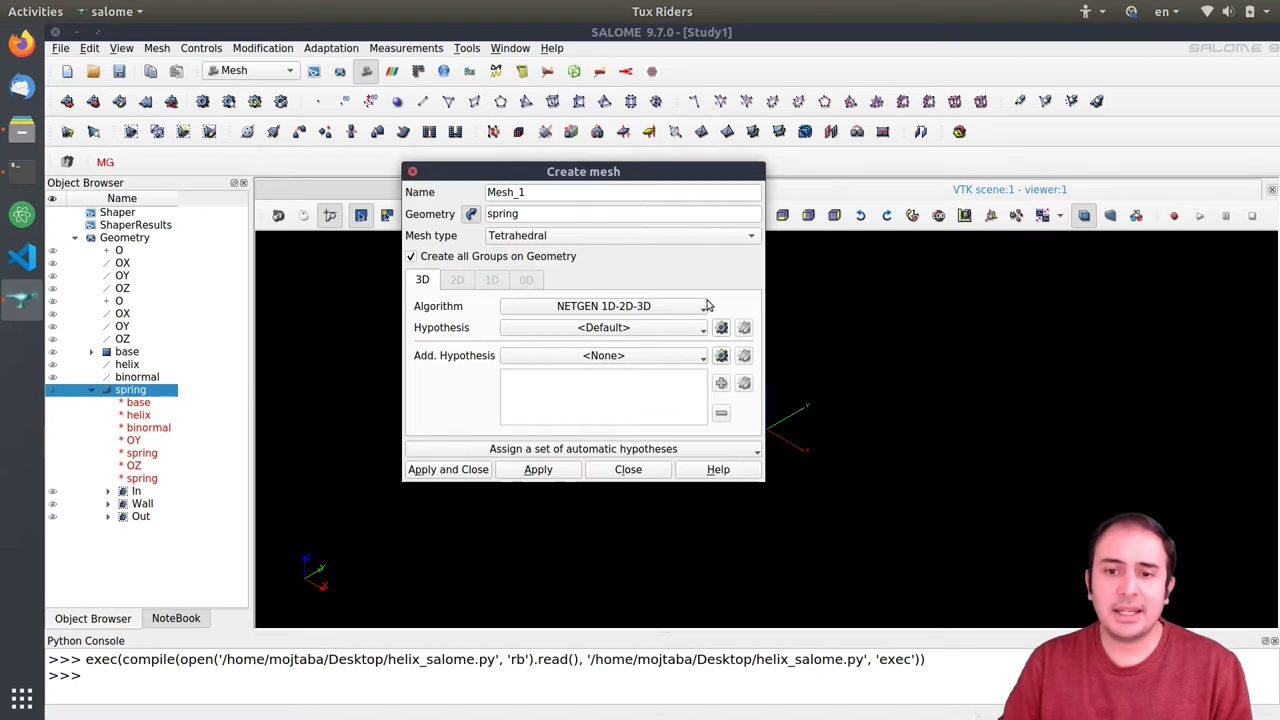 Activities
salome
Tux Riders
en
SALOME 9.7.0 - [Study1]
File Edit View Mesh Controls Hypothesis Modification Adaptation Measurements Tools Window Help
SALOME 9
Mesh
MG
Object Browser
Name
Shaper
ShaperResults
Geometry
O
OX
OY
OZ
O
OX
OY
OZ
base
helix
binormal
spring
* base
* helix
* binormal
* OY
* spring
* OZ
* spring
In
Wall
Out
Object Browser NoteBook
VTK scene:1 - viewer:1
Create mesh
Name Mesh_1
Geometry spring
Mesh type Tetrahedral
Create all Groups on Geometry
3D 2D 1D 0D
Algorithm NETGEN 1D-2D-3D
Hypothesis <Default>
Add. Hypothesis <None>
Assign a set of automatic hypotheses
Apply and Close Apply Close Help
Y
X
Z
Y
X
Python Console
>>> exec(compile(open('/home/mojtaba/Desktop/helix_salome.py', 'rb').read(), '/home/mojtaba/Desktop/helix_salome.py', 'exec'))
>>>